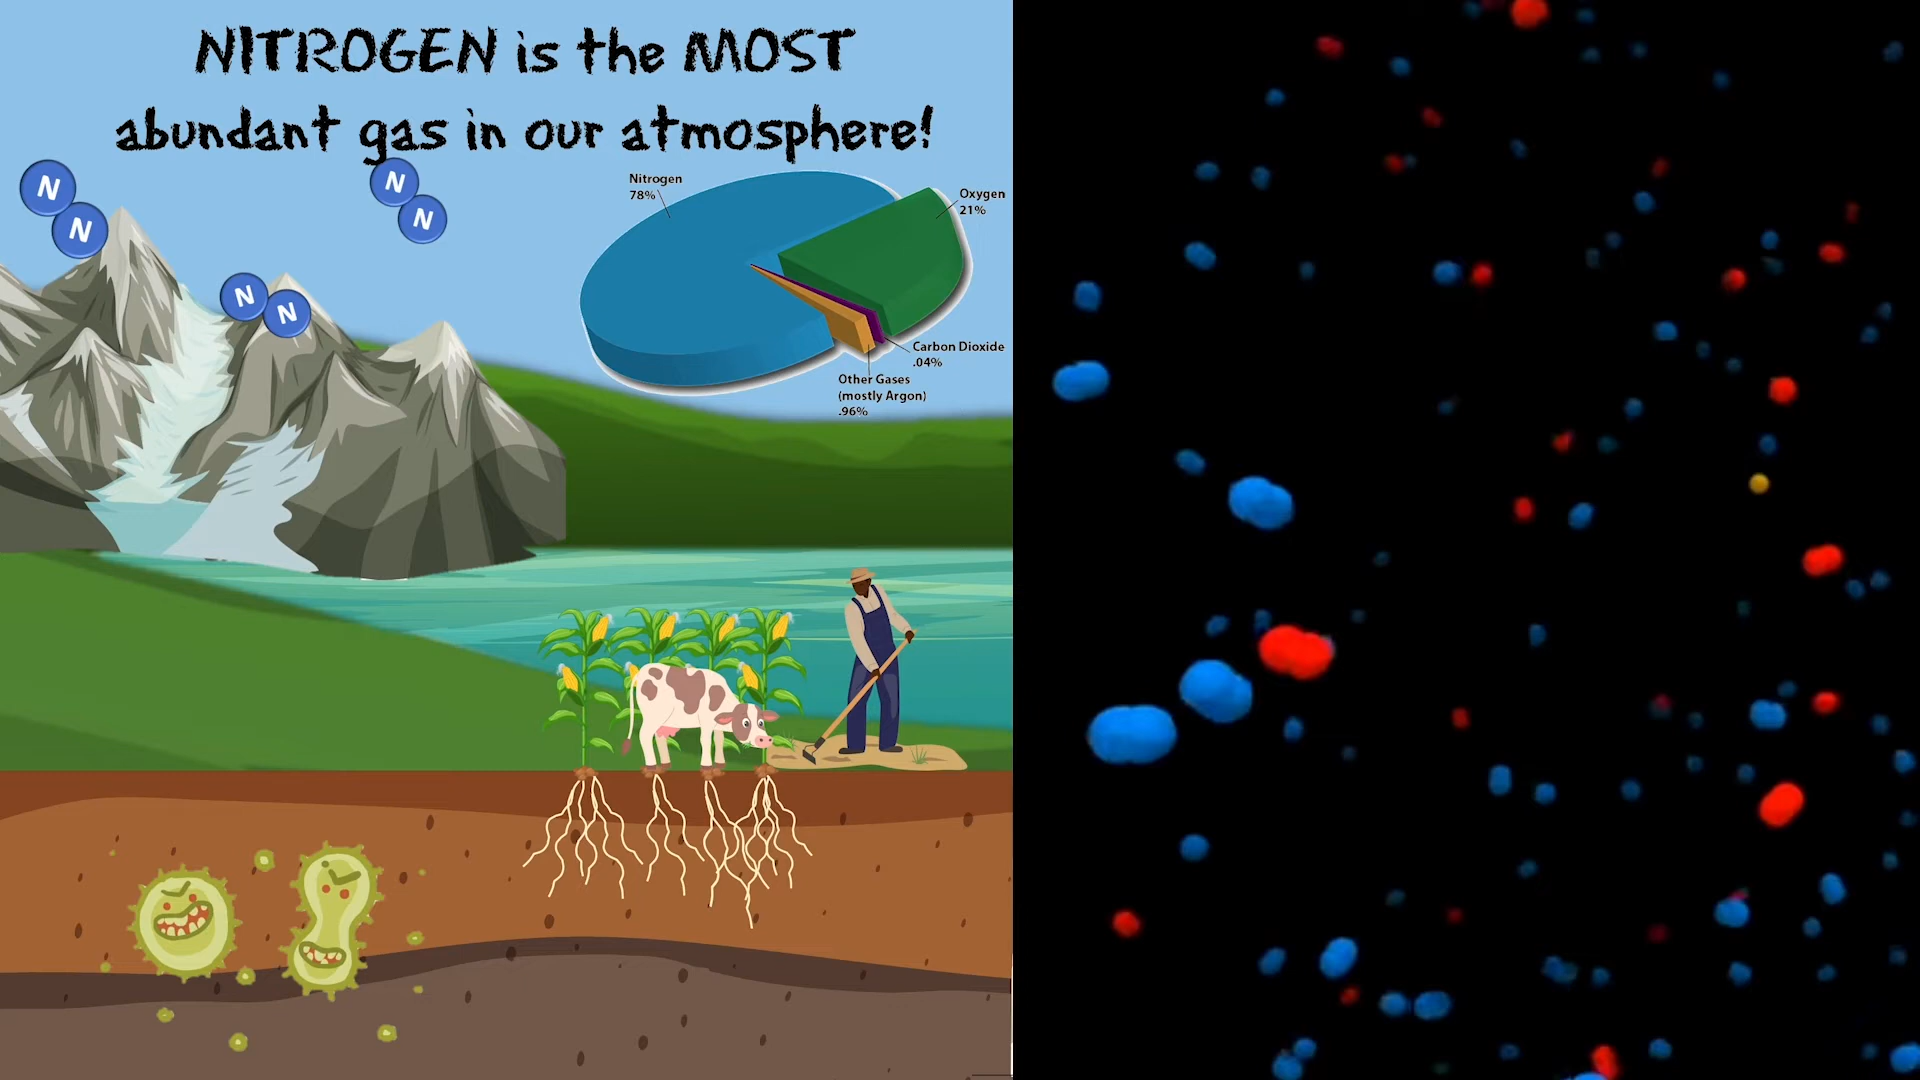 NITROGEN is the MOST
abundant gas in our atmosphere!
N
N
N
N
N
N
Nitrogen
78%
Oxygen
21%
Carbon Dioxide
.04%
Other Gases
(mostly Argon)
.96%